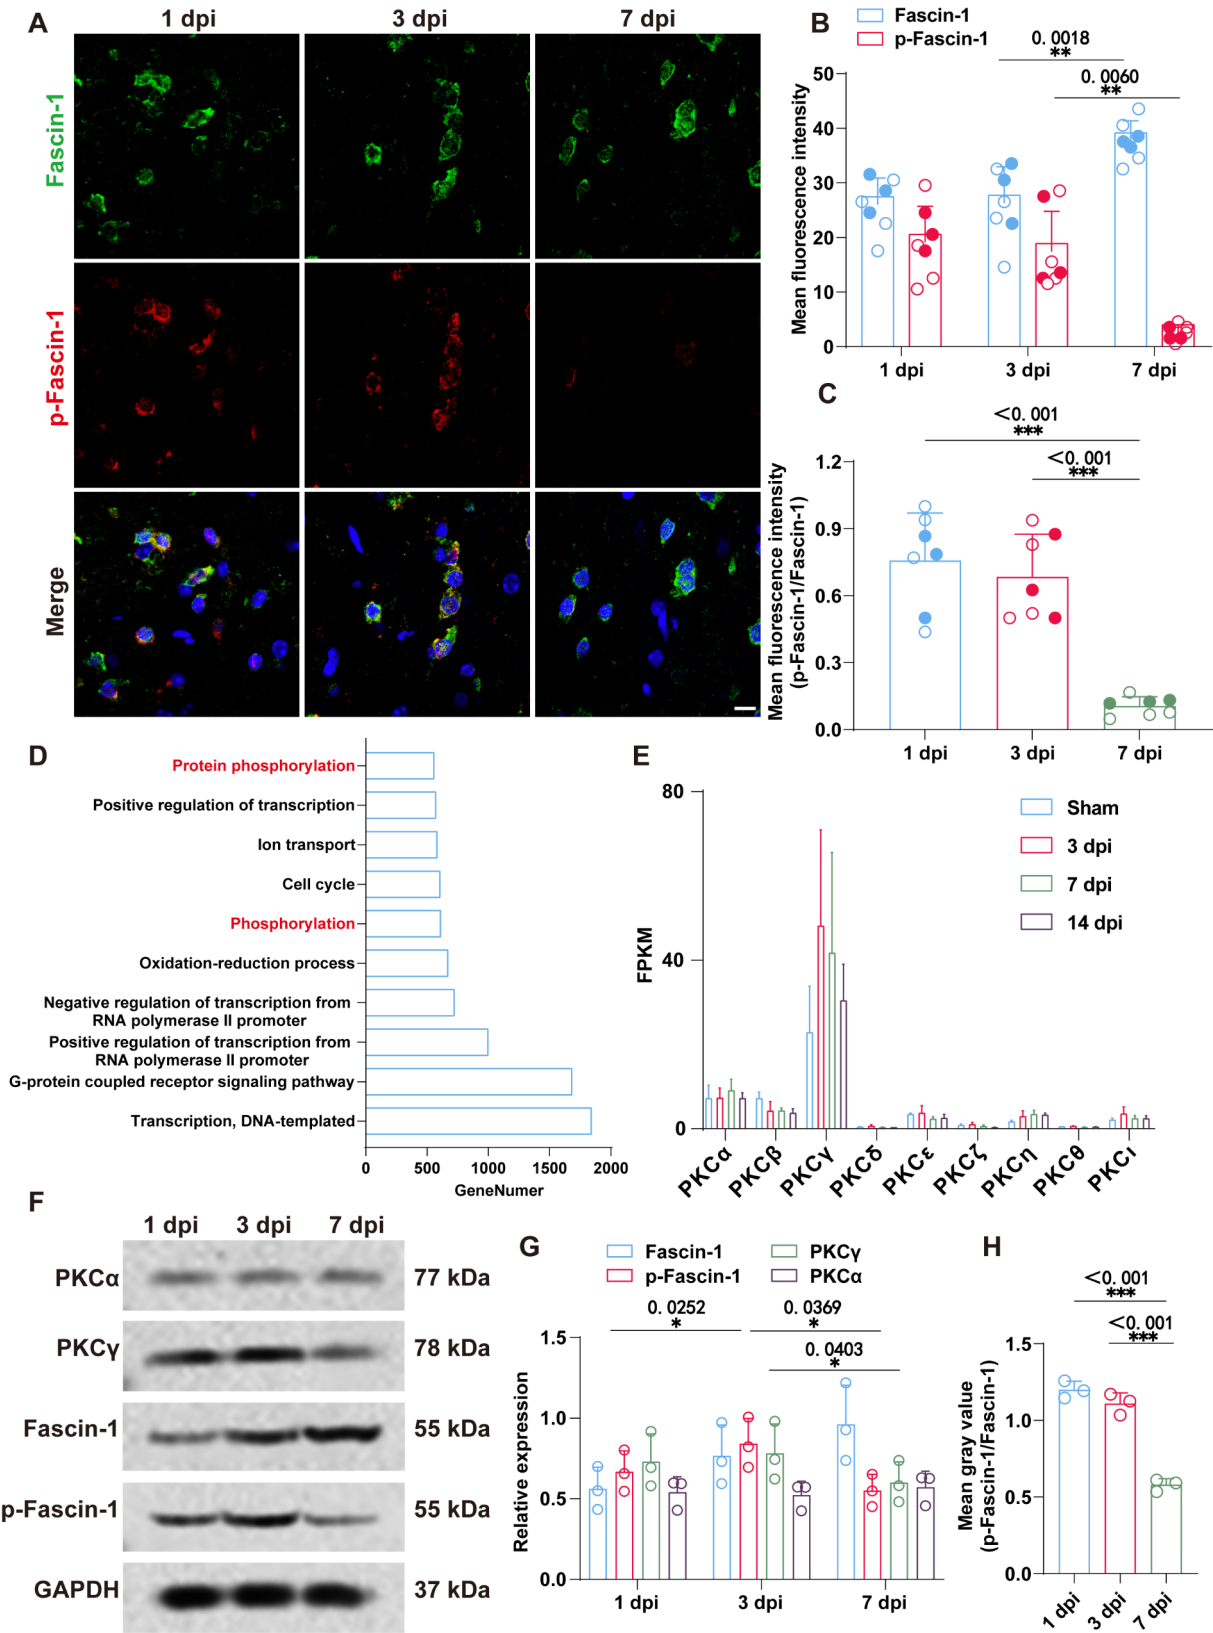 A
1 dpi
3 dpi
7 dpi
Fascin-1
p-Fascin-1
Merge
B
Fascin-1
p-Fascin-1
0.0018
**
0.0060
**
Mean fluorescence intensity
50
40
30
20
10
0
1 dpi
3 dpi
7 dpi
C
<0.001
***
<0.001
***
Mean fluorescence intensity
(p-Fascin-1/Fascin-1)
1.2
0.9
0.6
0.3
0.0
1 dpi
3 dpi
7 dpi
D
Protein phosphorylation
Positive regulation of transcription
Ion transport
Cell cycle
Phosphorylation
Oxidation-reduction process
Negative regulation of transcription from
RNA polymerase II promoter
Positive regulation of transcription from
RNA polymerase II promoter
G-protein coupled receptor signaling pathway
Transcription, DNA-templated
0
500
1000
1500
2000
GeneNumer
E
FPKM
80
40
0
Sham
3 dpi
7 dpi
14 dpi
PKCα
PKCβ
PKCγ
PKCδ
PKCε
PKCζ
PKCη
PKCθ
PKCι
F
1 dpi
3 dpi
7 dpi
PKCα
77 kDa
PKCγ
78 kDa
Fascin-1
55 kDa
p-Fascin-1
55 kDa
GAPDH
37 kDa
G
Fascin-1
PKCγ
p-Fascin-1
PKCα
0.0252
*
0.0369
*
0.0403
*
Relative expression
1.5
1.0
0.5
0.0
1 dpi
3 dpi
7 dpi
H
<0.001
***
<0.001
***
Mean gray value
(p-Fascin-1/Fascin-1)
1.5
1.0
0.5
0.0
1 dpi
3 dpi
7 dpi